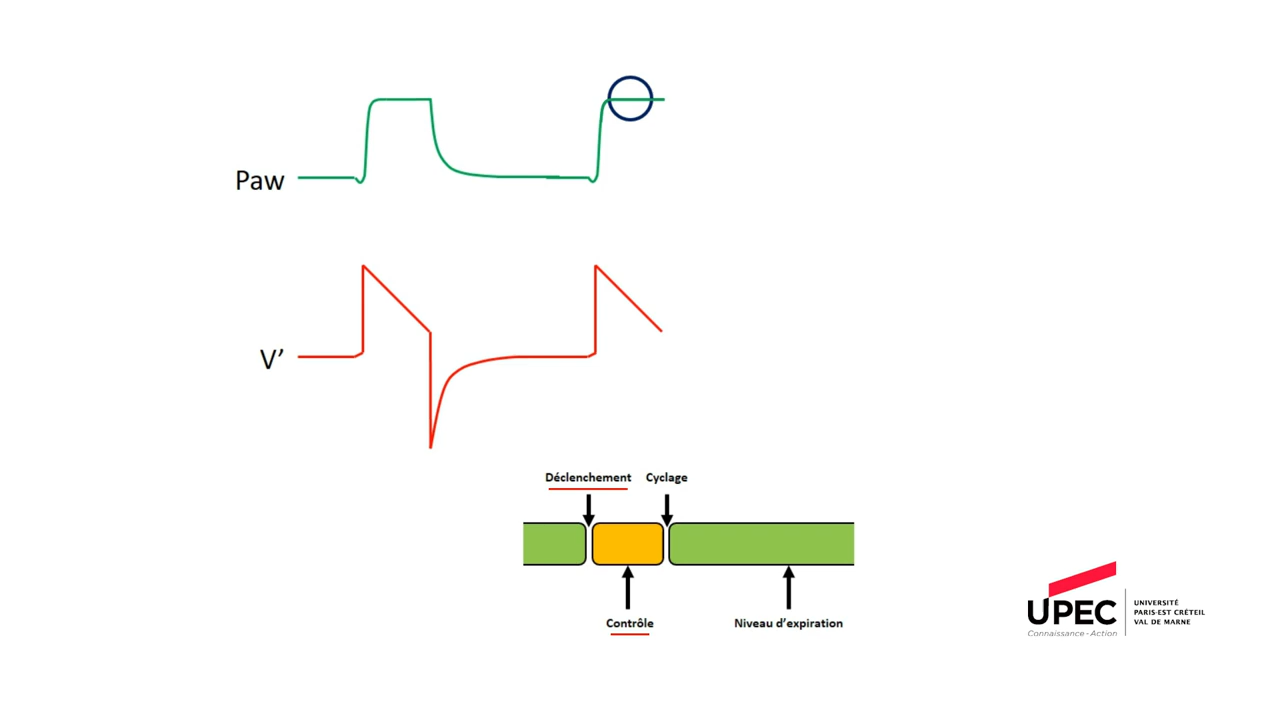 Paw
V’
Déclenchement
Cyclage
Contrôle
Niveau d’expiration
UPEC
Connaissance - Action
UNIVERSITÉ
PARIS-EST CRÉTEIL
VAL DE MARNE